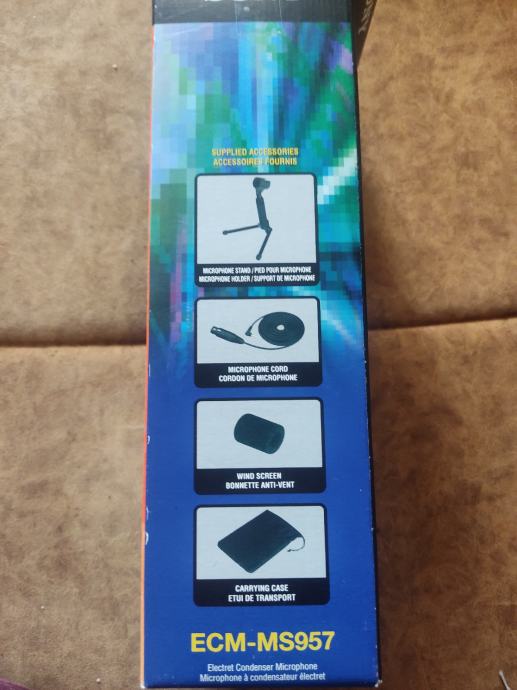 SUPPLIED ACCESSORIES
ACCESSOIRES FOURNIS
MICROPHONE STAND / PIED POUR MICROPHONE
MICROPHONE HOLDER / SUPPORT DE MICROPHONE
MICROPHONE CORD
CORDON DE MICROPHONE
WIND SCREEN
BONNETTE ANTI-VENT
CARRYING CASE
ETUI DE TRANSPORT
ECM-MS957
Electret Condenser Microphone
Microphone à condensateur électret